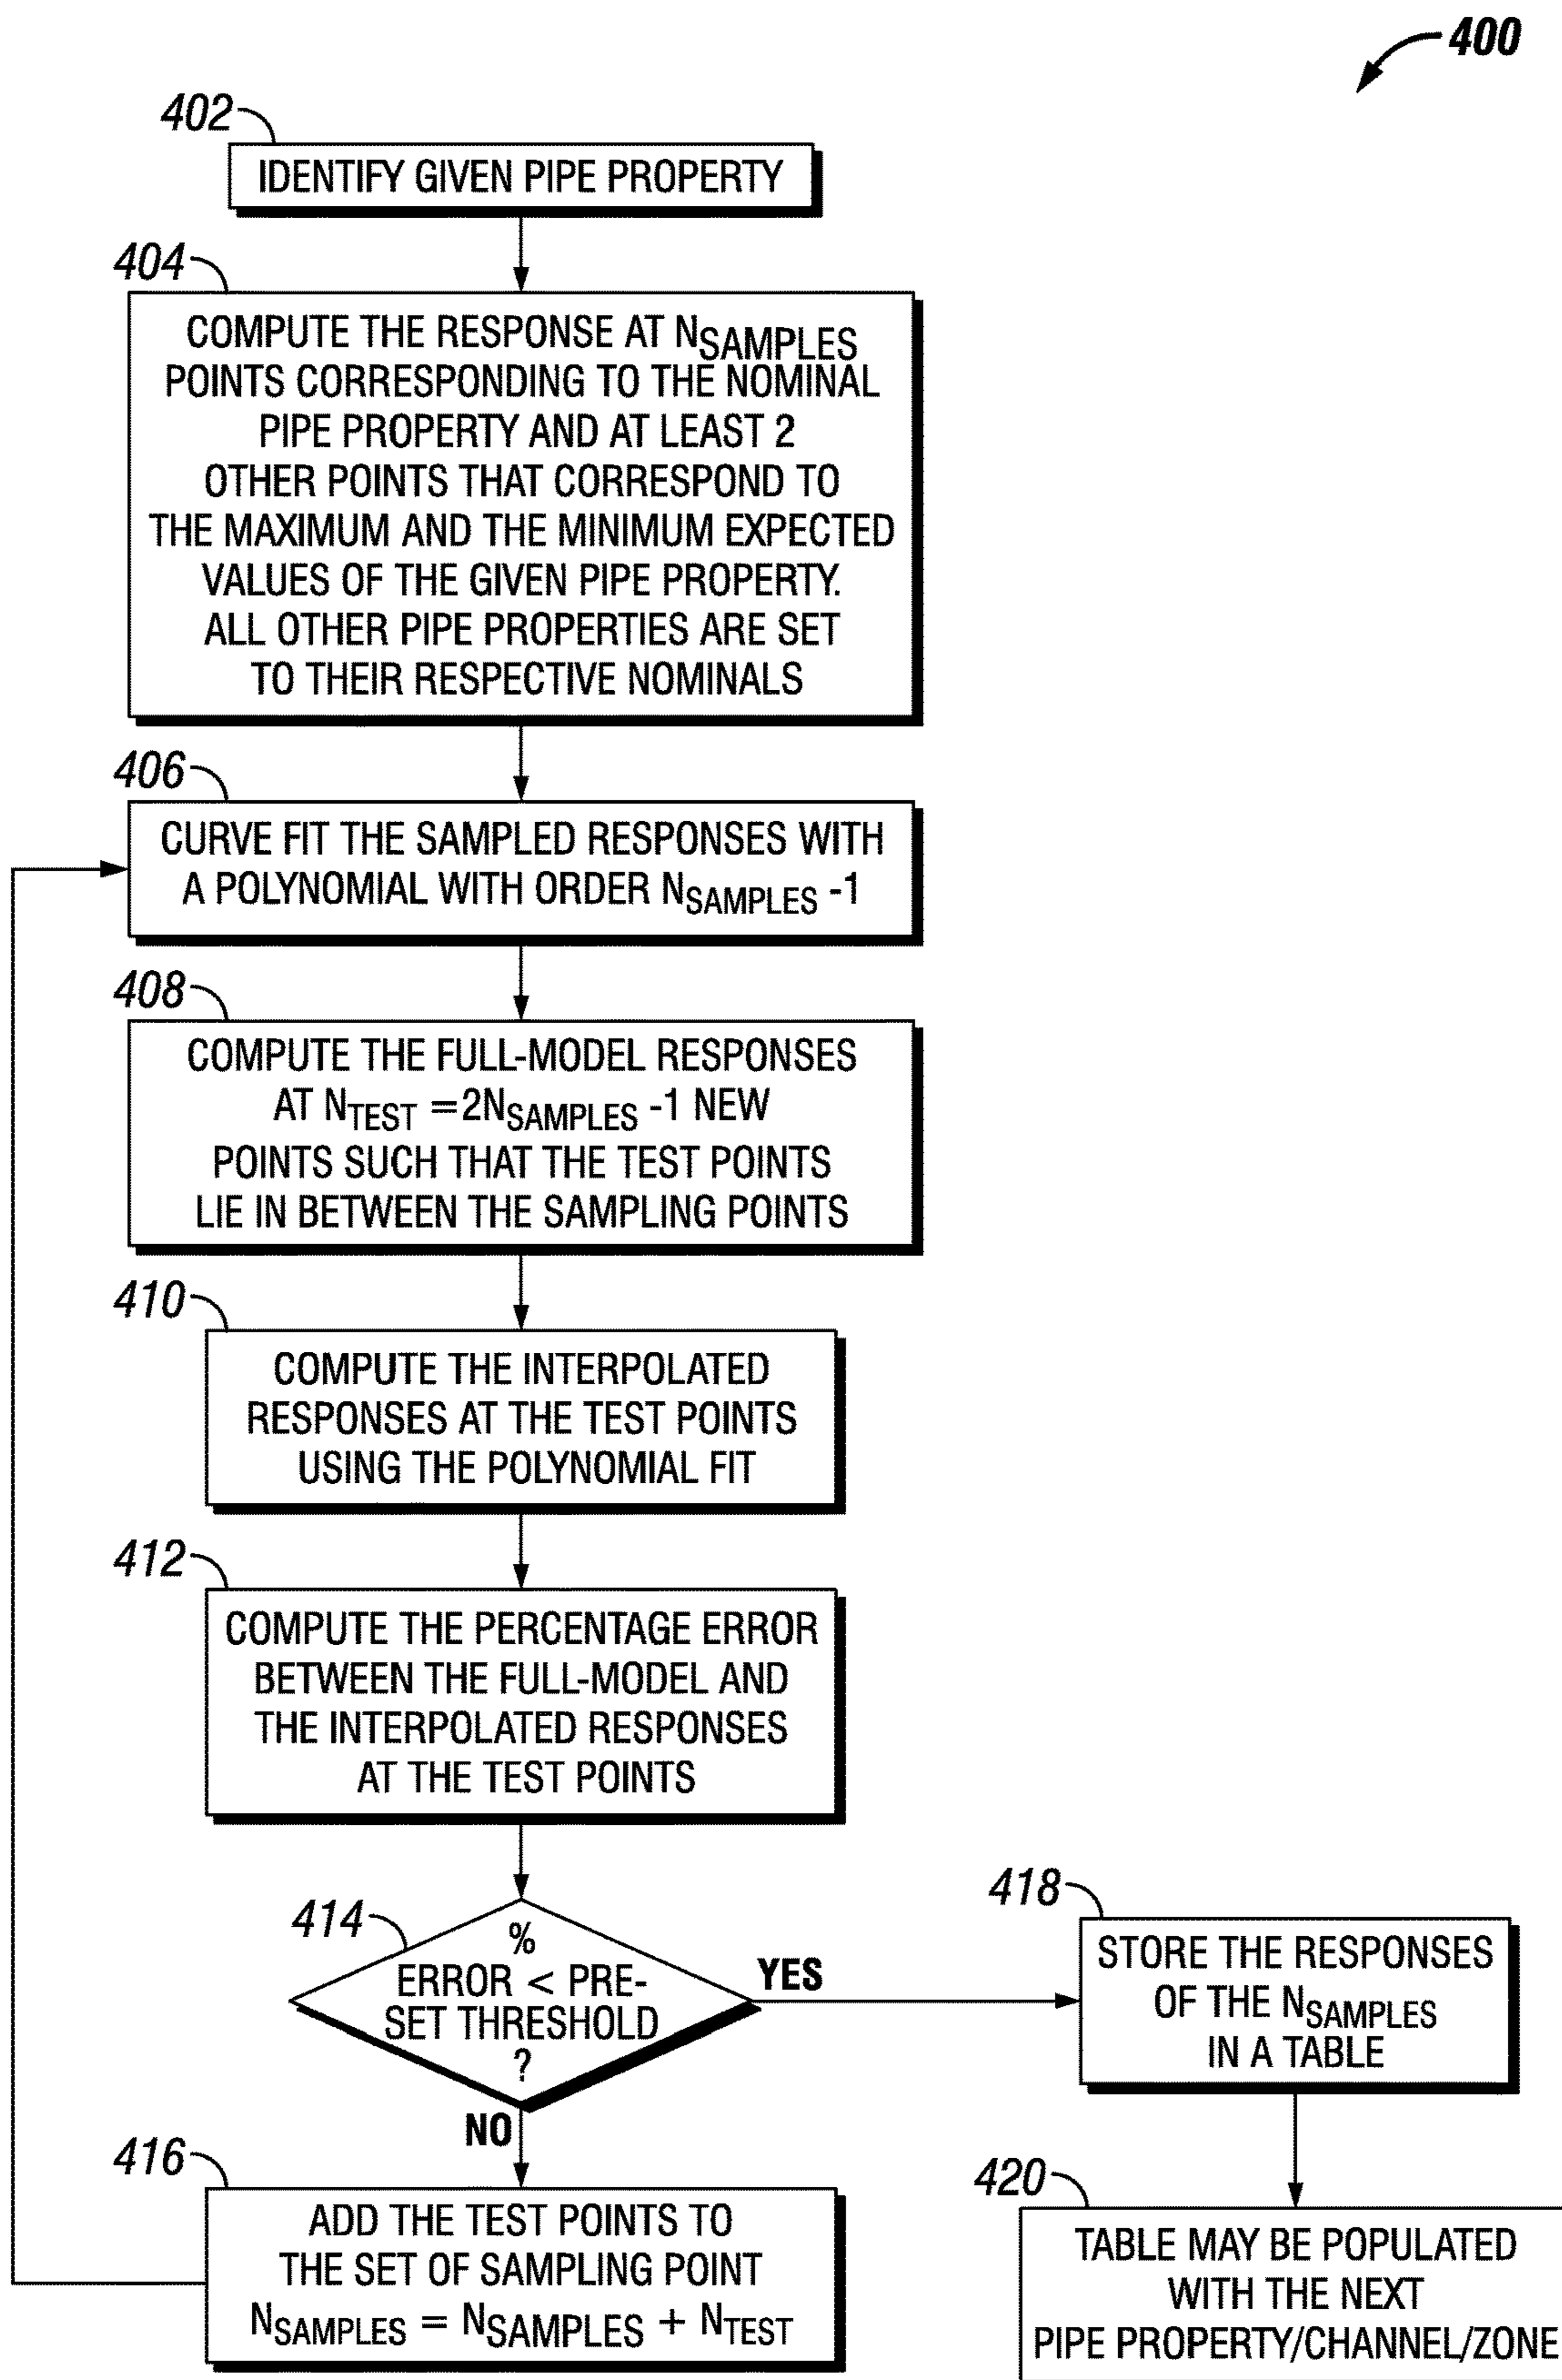 400
402
IDENTIFY GIVEN PIPE PROPERTY
404
COMPUTE THE RESPONSE AT NSAMPLES
POINTS CORRESPONDING TO THE NOMINAL
PIPE PROPERTY AND AT LEAST 2
OTHER POINTS THAT CORRESPOND TO
THE MAXIMUM AND THE MINIMUM EXPECTED
VALUES OF THE GIVEN PIPE PROPERTY.
ALL OTHER PIPE PROPERTIES ARE SET
TO THEIR RESPECTIVE NOMINALS
406
CURVE FIT THE SAMPLED RESPONSES WITH
A POLYNOMIAL WITH ORDER NSAMPLES -1
408
COMPUTE THE FULL-MODEL RESPONSES
AT NTEST =2NSAMPLES -1 NEW
POINTS SUCH THAT THE TEST POINTS
LIE IN BETWEEN THE SAMPLING POINTS
410
COMPUTE THE INTERPOLATED
RESPONSES AT THE TEST POINTS
USING THE POLYNOMIAL FIT
412
COMPUTE THE PERCENTAGE ERROR
BETWEEN THE FULL-MODEL AND
THE INTERPOLATED RESPONSES
AT THE TEST POINTS
414
%
ERROR < PRE-
SET THRESHOLD
?
YES
NO
416
ADD THE TEST POINTS TO
THE SET OF SAMPLING POINT
NSAMPLES = NSAMPLES + NTEST
418
STORE THE RESPONSES
OF THE NSAMPLES
IN A TABLE
420
TABLE MAY BE POPULATED
WITH THE NEXT
PIPE PROPERTY/CHANNEL/ZONE